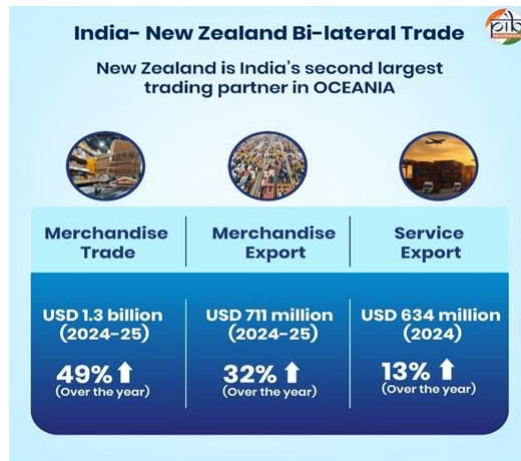 India- New Zealand Bi-lateral Trade
pib
New Zealand is India's second largest
trading partner in OCEANIA
Merchandise
Trade
Merchandise
Export
Service
Export
USD 1.3 billion
(2024-25)
49%
(Over the year)
USD 711 million
(2024-25)
32%
(Over the year)
USD 634 million
(2024)
13%
(Over the year)